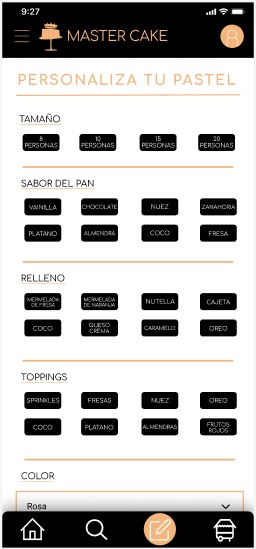 9:27
MASTER CAKE
PERSONALIZA TU PASTEL
TAMAÑO
8 PERSONAS
10 PERSONAS
15 PERSONAS
20 PERSONAS
SABOR DEL PAN
VAINILLA
CHOCOLATE
NUEZ
ZANAHORIA
PLATANO
ALMENDRA
COCO
FRESA
RELLENO
MERMELADA DE FRESA
MERMELADA DE NARANJA
NUTELLA
CAJETA
COCO
QUESO CREMA
CARAMELO
OREO
TOPPINGS
SPRINKLES
FRESAS
NUEZ
OREO
COCO
PLATANO
ALMENDRAS
FRUTOS ROJOS
COLOR
Rosa